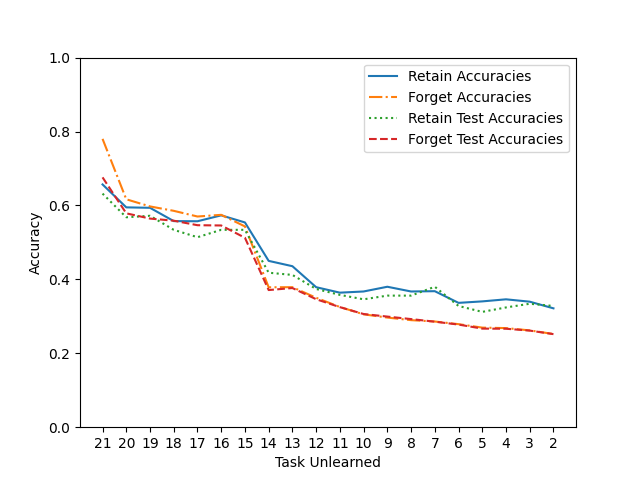 1.0
0.8
0.6
0.4
0.2
0.0
Accuracy
Retain Accuracies
Forget Accuracies
Retain Test Accuracies
Forget Test Accuracies
21 20 19 18 17 16 15 14 13 12 11 10 9 8 7 6 5 4 3 2
Task Unlearned